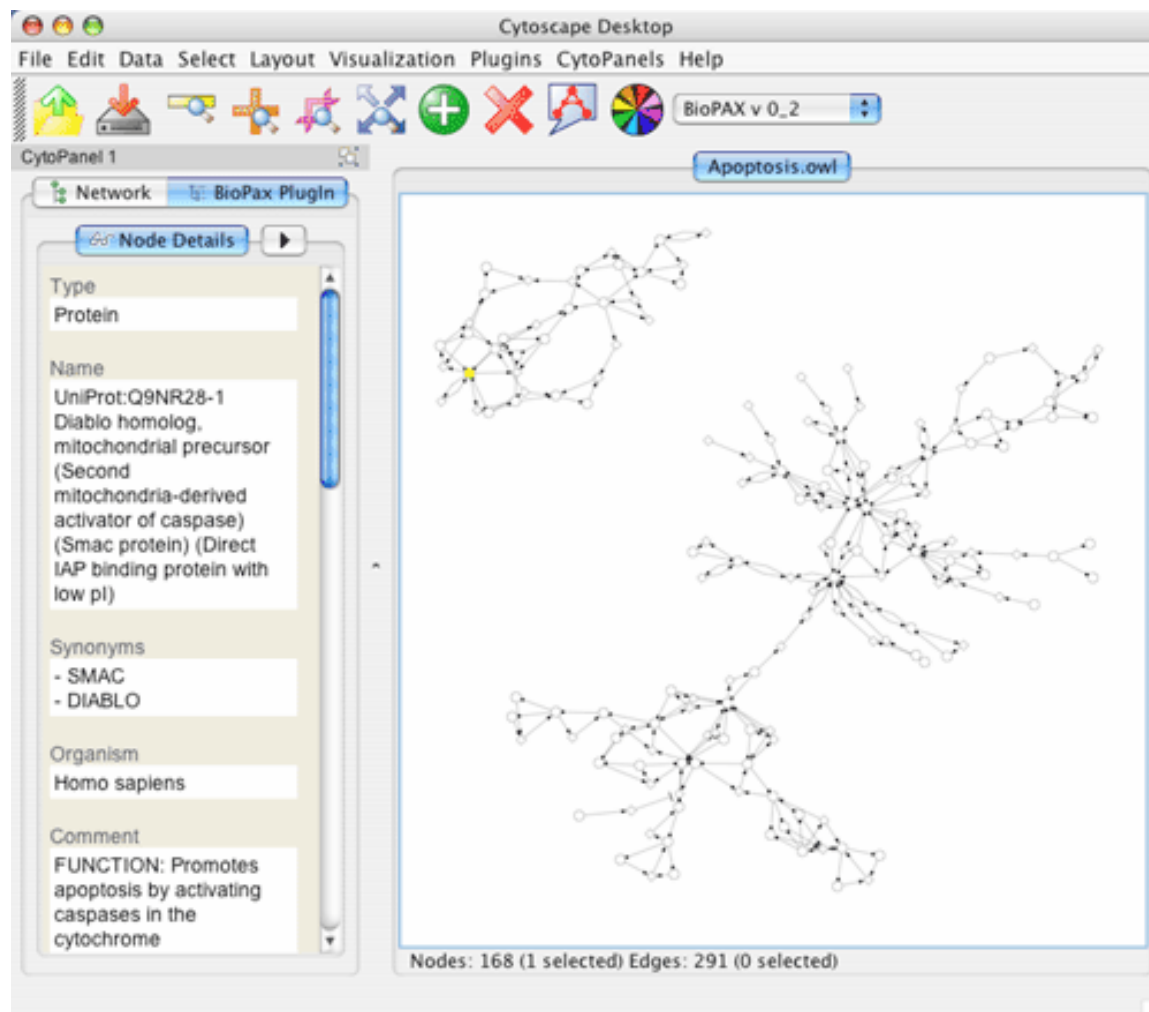 Cytoscape Desktop
File Edit Data Select Layout Visualization Plugins CytoPanels Help
BioPAX v 0_2
CytoPanel 1
Network
BioPax PlugIn
Node Details
Type
Protein
Name
UniProt:Q9NR28-1
Diablo homolog,
mitochondrial precursor
(Second
mitochondria-derived
activator of caspase)
(Smac protein) (Direct
IAP binding protein with
low pI)
Synonyms
- SMAC
- DIABLO
Organism
Homo sapiens
Comment
FUNCTION: Promotes
apoptosis by activating
caspases in the
cytochrome
Apoptosis.owl
Nodes: 168 (1 selected) Edges: 291 (0 selected)